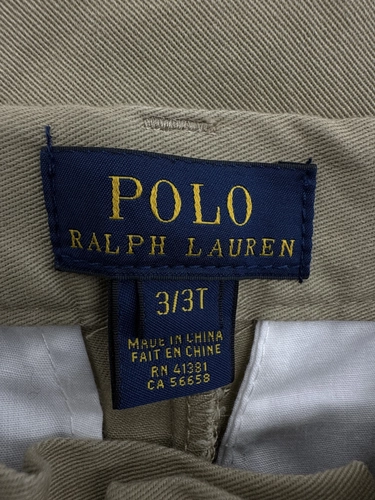 POLO
RALPH LAUREN
3/3T
MADE IN CHINA
FAIT EN CHINE
RN 41381
CA 56658